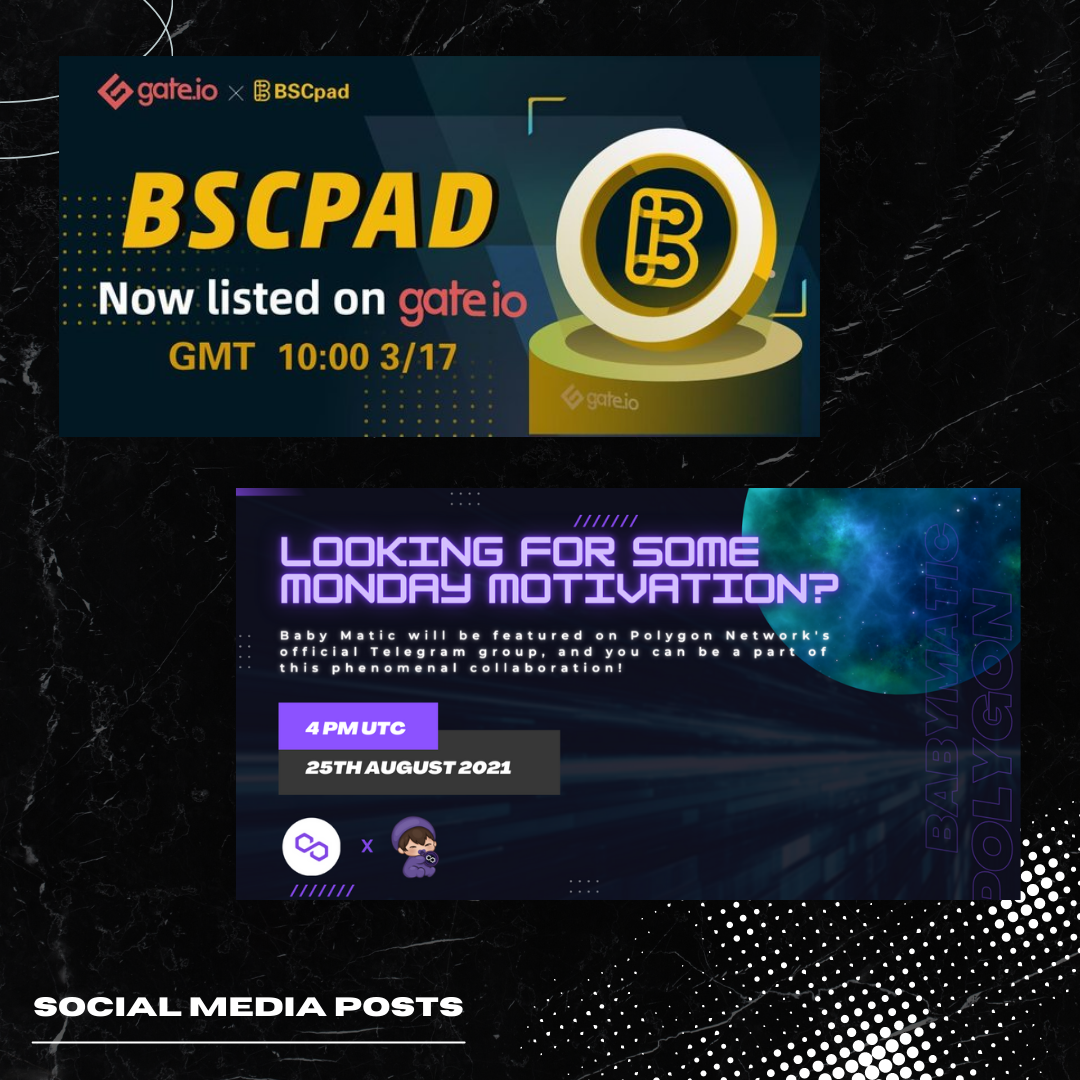 gate.io × BSCpad
BSCPAD
Now listed on gate io
GMT 10:00 3/17
gate.io
LOOKING FOR SOME
MONDAY MOTIVATION?
Baby Matic will be featured on Polygon Network's
official Telegram group, and you can be a part of
this phenomenal collaboration!
4 PM UTC
25TH AUGUST 2021
X
BABYMATIC
POLYGON
SOCIAL MEDIA POSTS